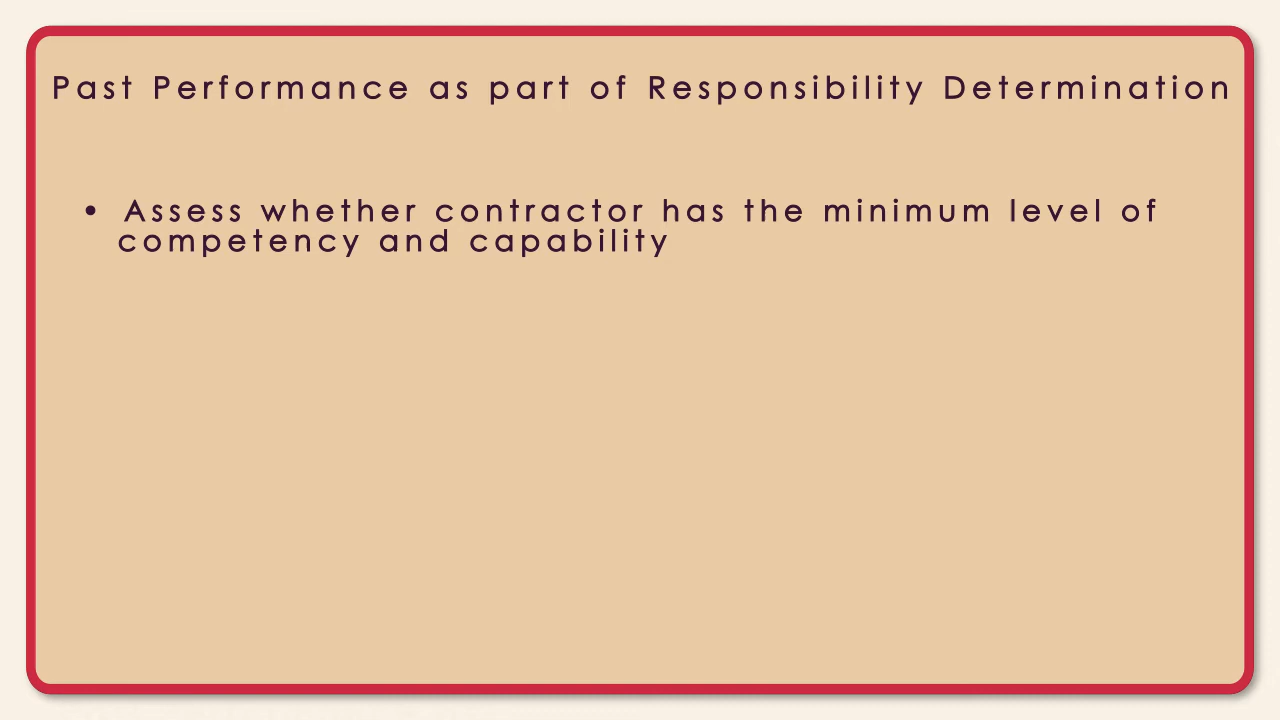 Past Performance as part of Responsibility Determination
• Assess whether contractor has the minimum level of
competency and capability